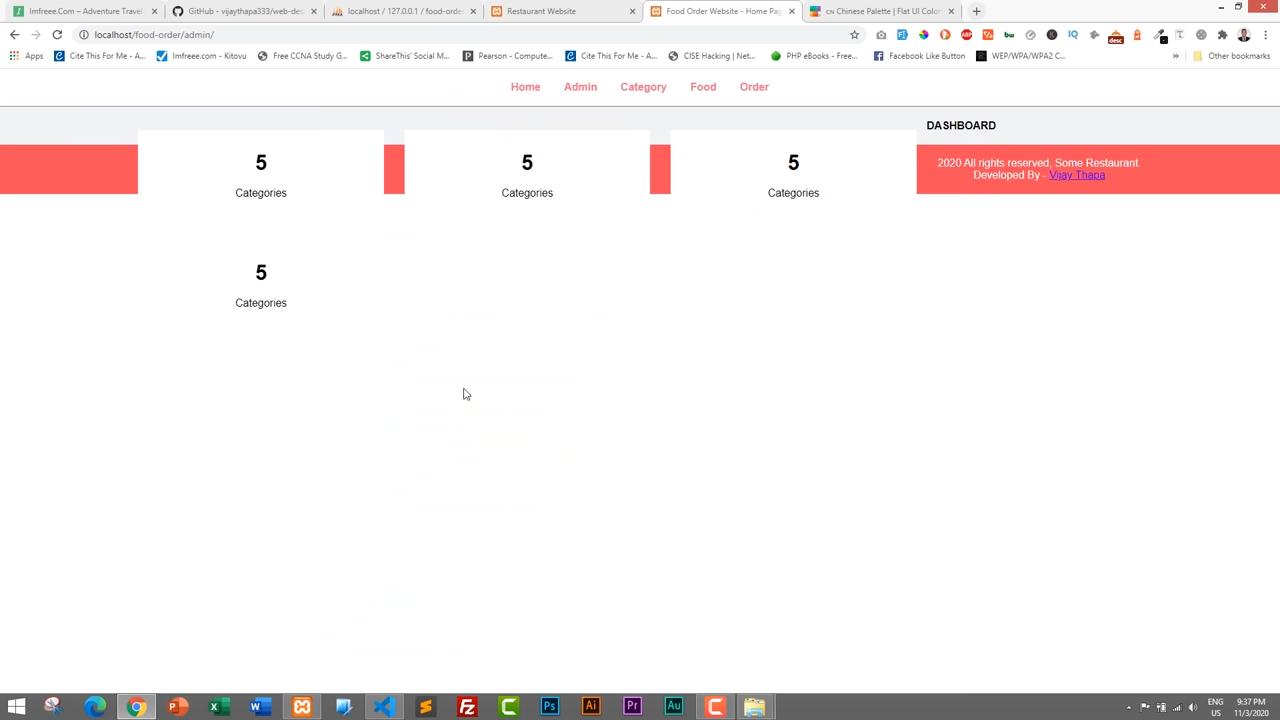 Imfreee.Com – Adventure Travel
GitHub - vijaythapa333/web-des
localhost / 127.0.0.1 / food-orde
Restaurant Website
Food Order Website - Home Pag
CN Chinese Palette | Flat UI Color
localhost/food-order/admin/
Apps
Cite This For Me - A...
Imfreee.com - Kitovu
Free CCNA Study G...
ShareThis' Social M...
Pearson - Compute...
Cite This For Me - A...
CISE Hacking | Net...
PHP eBooks - Free...
Facebook Like Button
WEP/WPA/WPA2 C...
»
Other bookmarks
Home
Admin
Category
Food
Order
DASHBOARD
5
Categories
5
Categories
5
Categories
2020 All rights reserved, Some Restaurant.
Developed By - Vijay Thapa
5
Categories
ENG
US
9:37 PM
11/3/2020